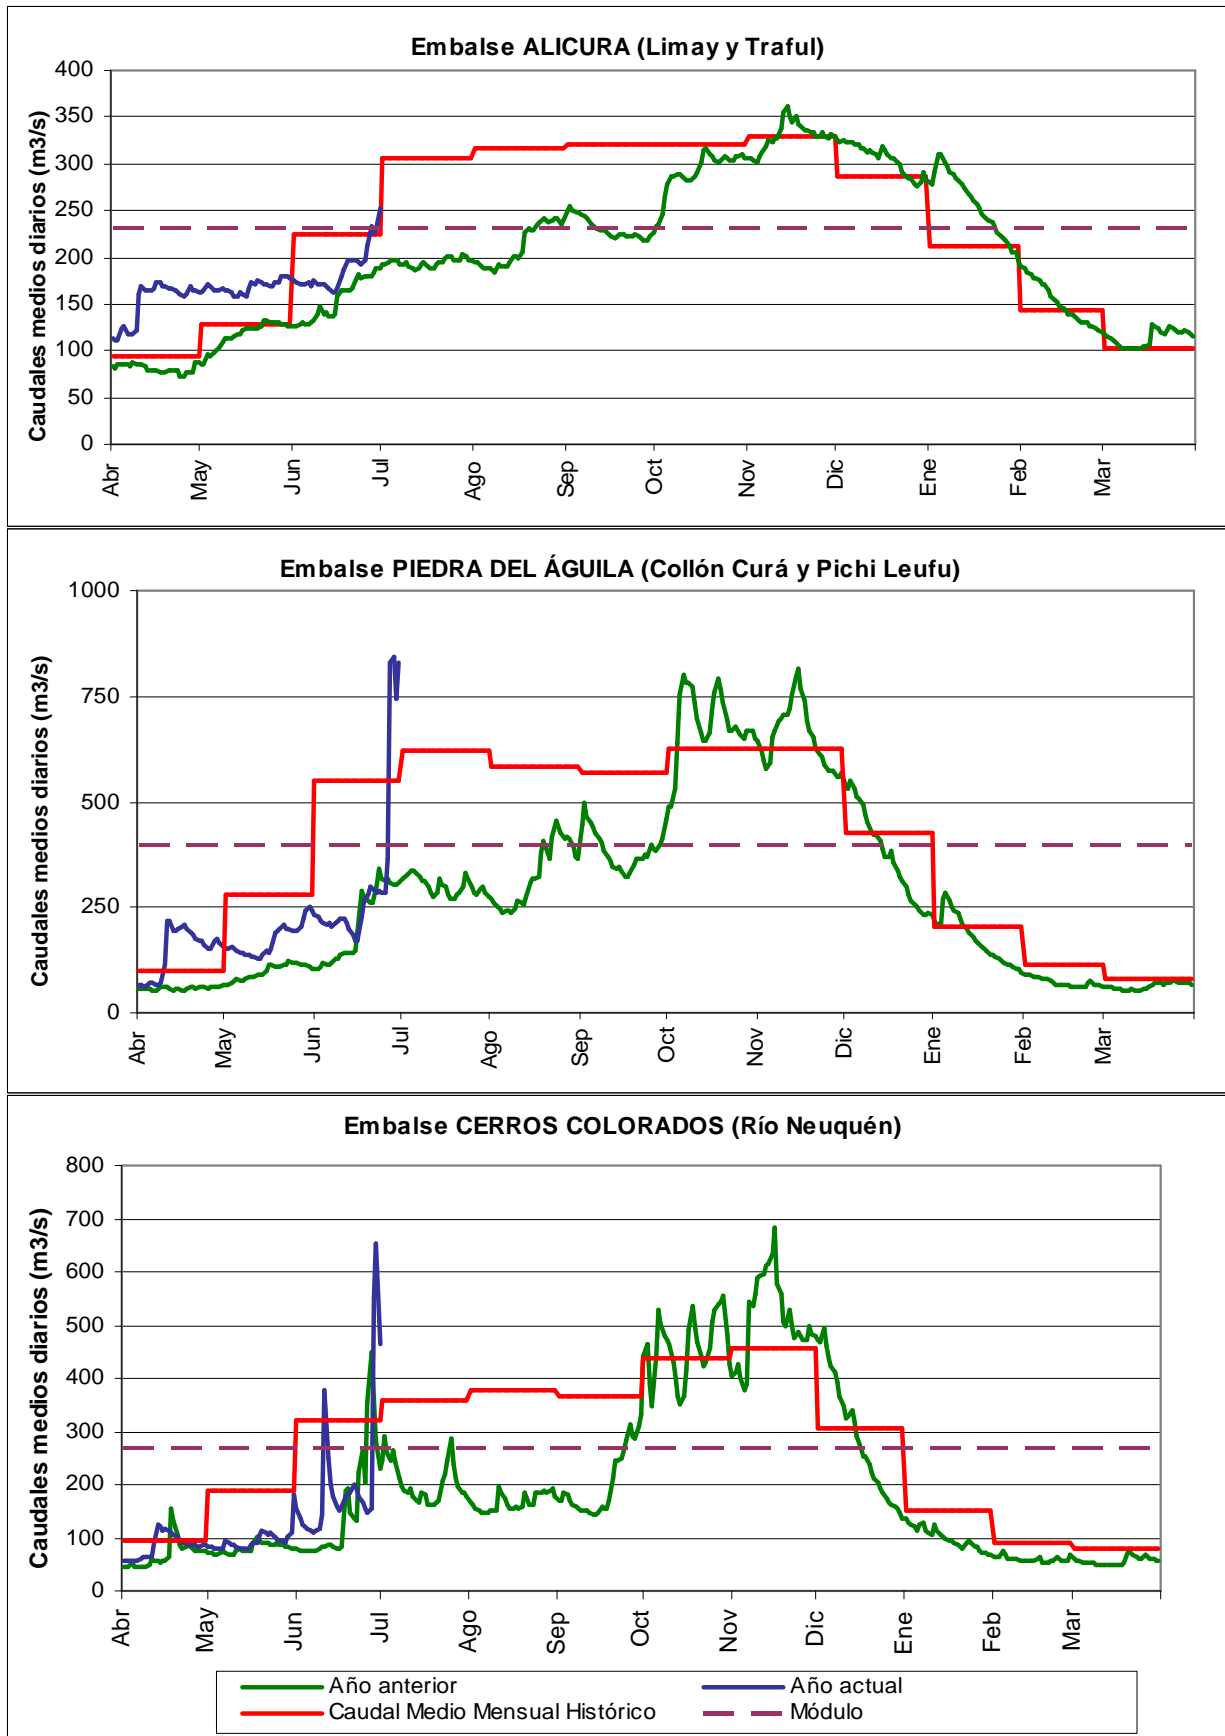 Embalse ALICURA (Limay y Traful)
Caudales medios diarios (m3/s)
400
350
300
250
200
150
100
50
0
Abr
May
Jun
Jul
Ago
Sep
Oct
Nov
Dic
Ene
Feb
Mar
Embalse PIEDRA DEL ÁGUILA (Collón Curá y Pichi Leufu)
Caudales medios diarios (m3/s)
1000
750
500
250
0
Abr
May
Jun
Jul
Ago
Sep
Oct
Nov
Dic
Ene
Feb
Mar
Embalse CERROS COLORADOS (Río Neuquén)
Caudales medios diarios (m3/s)
800
700
600
500
400
300
200
100
0
Abr
May
Jun
Jul
Ago
Sep
Oct
Nov
Dic
Ene
Feb
Mar
Año anterior
Año actual
Caudal Medio Mensual Histórico
Módulo